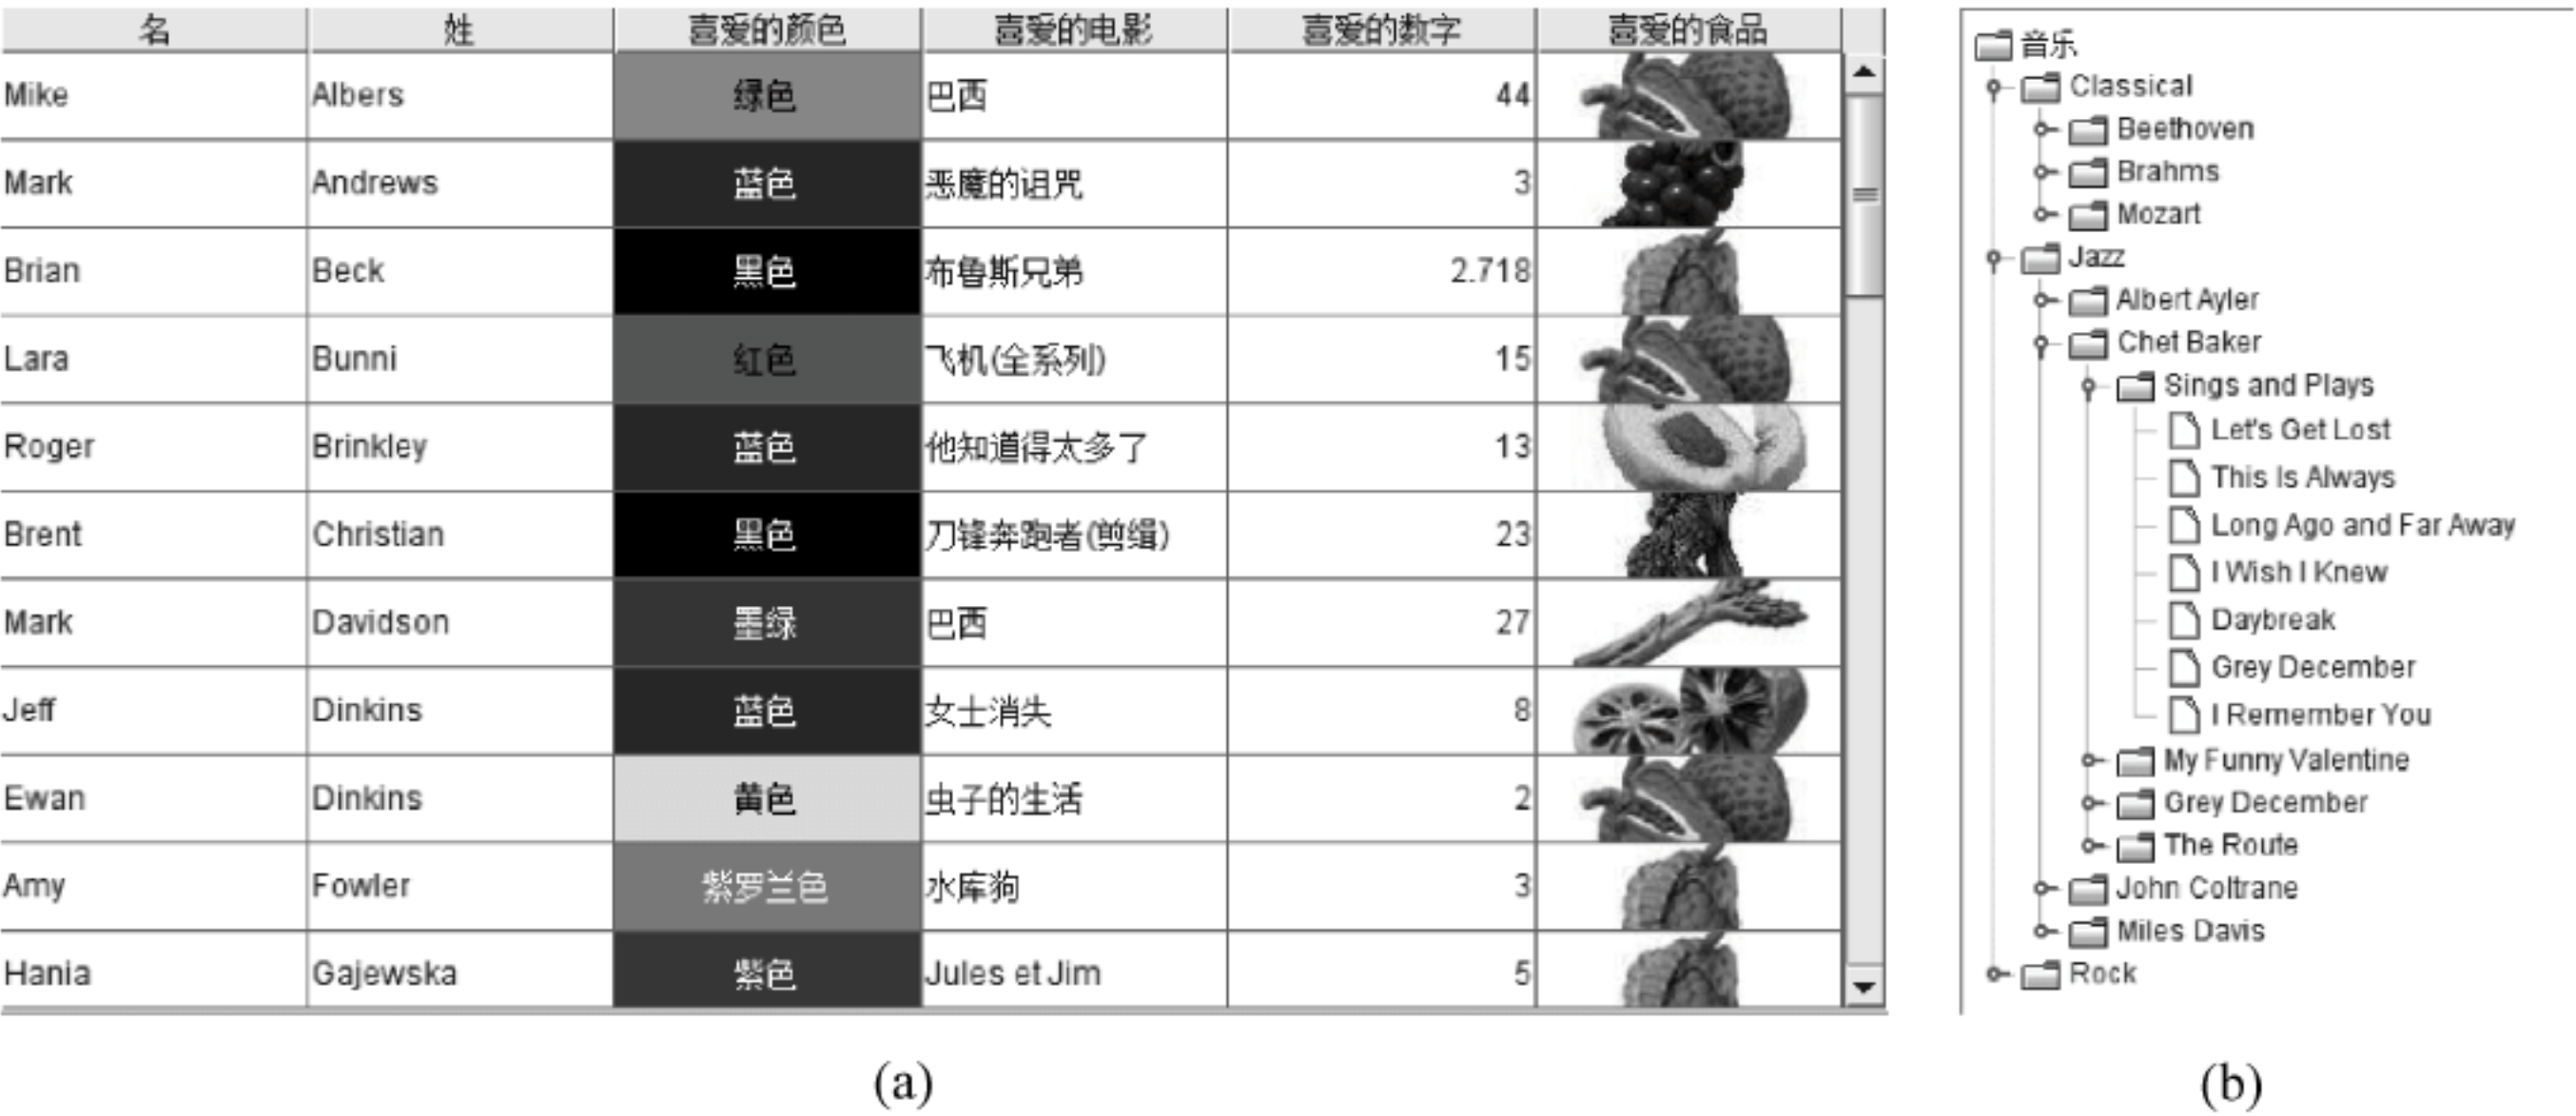 名 姓 喜爱的颜色 喜爱的电影 喜爱的数字 喜爱的食品
Mike Albers 绿色 巴西 44
Mark Andrews 蓝色 恶魔的诅咒 3
Brian Beck 黑色 布鲁斯兄弟 2.718
Lara Bunni 红色 飞机(全系列) 15
Roger Brinkley 蓝色 他知道得太多了 13
Brent Christian 黑色 刀锋奔跑者(剪缉) 23
Mark Davidson 墨绿 巴西 27
Jeff Dinkins 蓝色 女士消失 8
Ewan Dinkins 黄色 虫子的生活 2
Amy Fowler 紫罗兰色 水库狗 3
Hania Gajewska 紫色 Jules et Jim 5
(a)
音乐
Classical
Beethoven
Brahms
Mozart
Jazz
Albert Ayler
Chet Baker
Sings and Plays
Let's Get Lost
This Is Always
Long Ago and Far Away
I Wish I Knew
Daybreak
Grey December
I Remember You
My Funny Valentine
Grey December
The Route
John Coltrane
Miles Davis
Rock
(b)